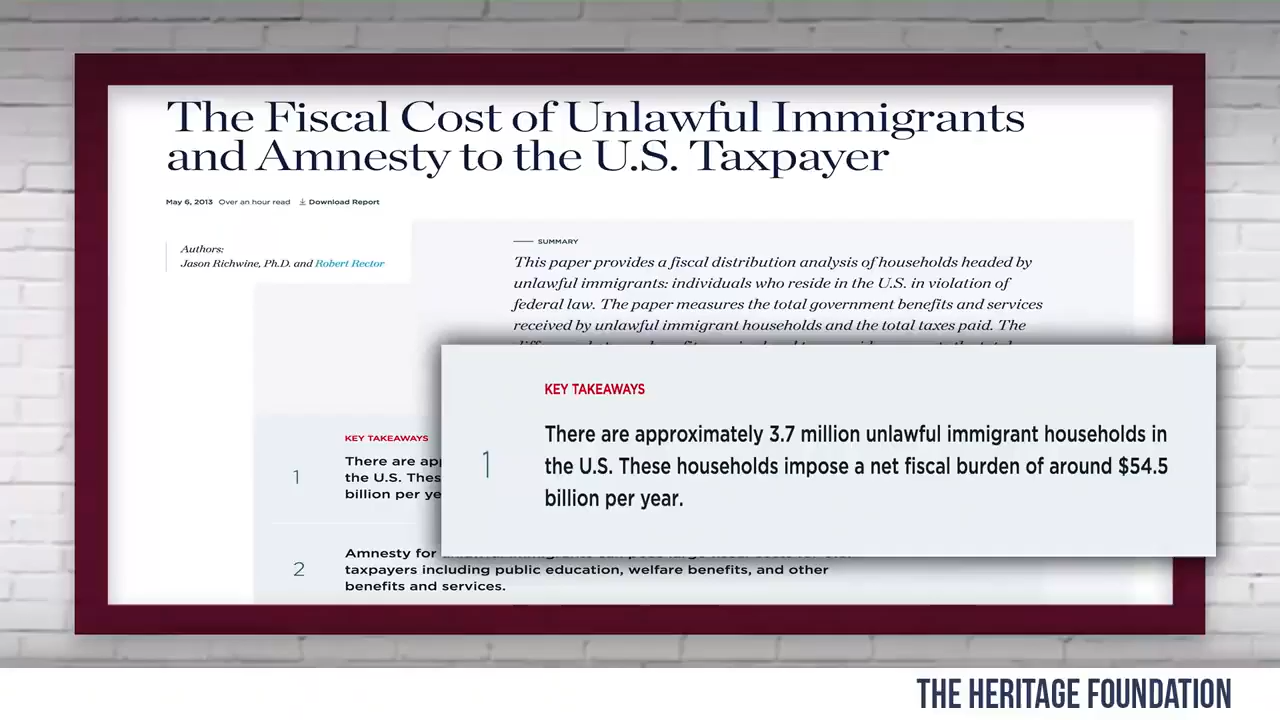 The Fiscal Cost of Unlawful Immigrants
and Amnesty to the U.S. Taxpayer
May 6, 2013 Over an hour read Download Report
Authors:
Jason Richwine, Ph.D. and Robert Rector
SUMMARY
This paper provides a fiscal distribution analysis of households headed by
unlawful immigrants: individuals who reside in the U.S. in violation of
federal law. The paper measures the total government benefits and services
received by unlawful immigrant households and the total taxes paid. The
KEY TAKEAWAYS
1
There are approximately 3.7 million unlawful immigrant households in
the U.S. These households impose a net fiscal burden of around $54.5
billion per year.
KEY TAKEAWAYS
1
There are
the U.S.
billion per
2
Amnesty for
taxpayers including public education, welfare benefits, and other
benefits and services.
THE HERITAGE FOUNDATION